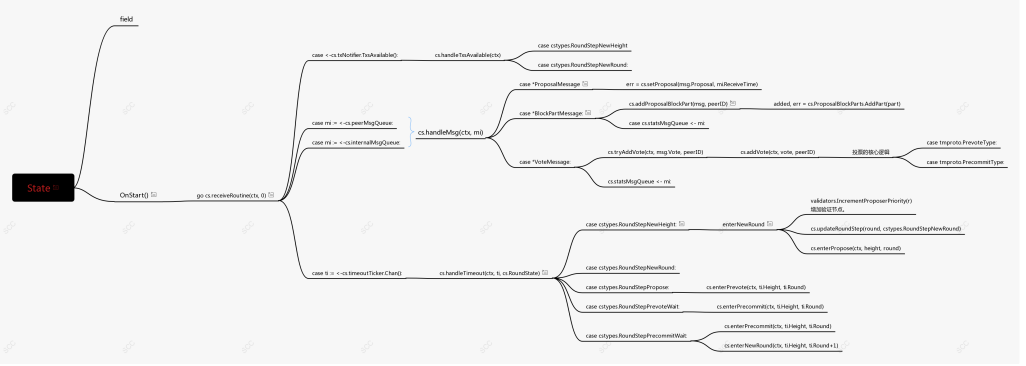 field
State
OnStart()
go cs.receiveRoutine(ctx, 0)
case <-cs.txNotifier.TxsAvailable():
cs.handleTxsAvailable(ctx)
case cstypes.RoundStepNewHeight
case cstypes.RoundStepNewRound:
case mi := <-cs.peerMsgQueue:
case mi := <-cs.internalMsgQueue:
cs.handleMsg(ctx, mi)
case *ProposalMessage
err = cs.setProposal(msg.Proposal, mi.ReceiveTime)
case *BlockPartMessage:
cs.addProposalBlockPart(msg, peerID)
added, err = cs.ProposalBlockParts.AddPart(part)
case cs.statsMsgQueue <- mi
case *VoteMessage:
cs.tryAddVote(ctx, msg.Vote, peerID)
cs.addVote(ctx, vote, peerID)
投票的核心逻辑
case tmproto.PrevoteType:
case tmproto.PrecommitType:
cs.statsMsgQueue <- mi
case ti := <-cs.timeoutTicker.Chan():
cs.handleTimeout(ctx, ti, cs.RoundState)
case cstypes.RoundStepNewHeight
enterNewRound
validators.IncrementProposerPriority(r)
增加验证节点。
cs.updateRoundStep(round, cstypes.RoundStepNewRound)
cs.enterPropose(ctx, height, round)
case cstypes.RoundStepNewRound:
case cstypes.RoundStepPropose:
cs.enterPrevote(ctx, ti.Height, ti.Round)
case cstypes.RoundStepPrevoteWait
cs.enterPrecommit(ctx, ti.Height, ti.Round)
case cstypes.RoundStepPrecommitWait
cs.enterPrecommit(ctx, ti.Height, ti.Round)
cs.enterNewRound(ctx, ti.Height, ti.Round+1)